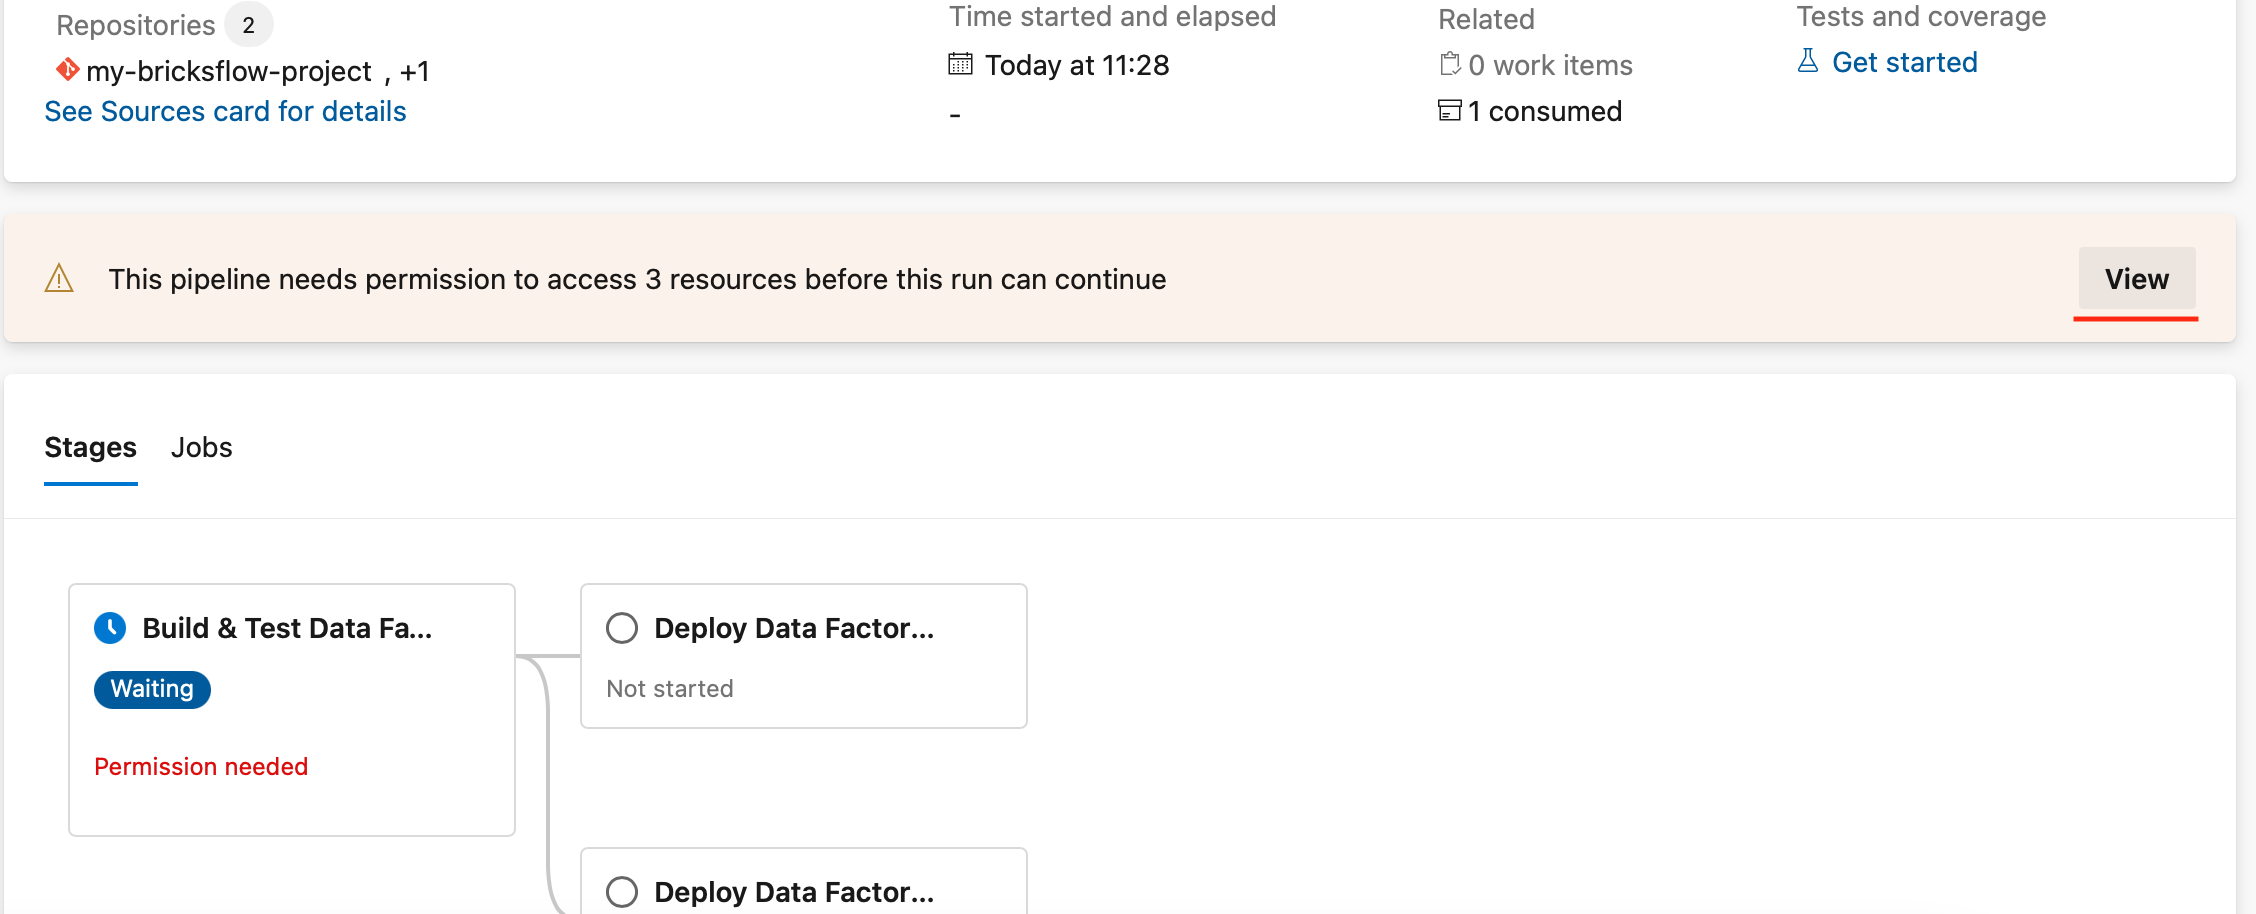 Repositories 2
my-bricksflow-project , +1
See Sources card for details
Time started and elapsed
Today at 11:28
-
Related
0 work items
1 consumed
Tests and coverage
Get started
This pipeline needs permission to access 3 resources before this run can continue
View
Stages Jobs
Build & Test Data Fa...
Waiting
Permission needed
Deploy Data Factor...
Not started
Deploy Data Factor...